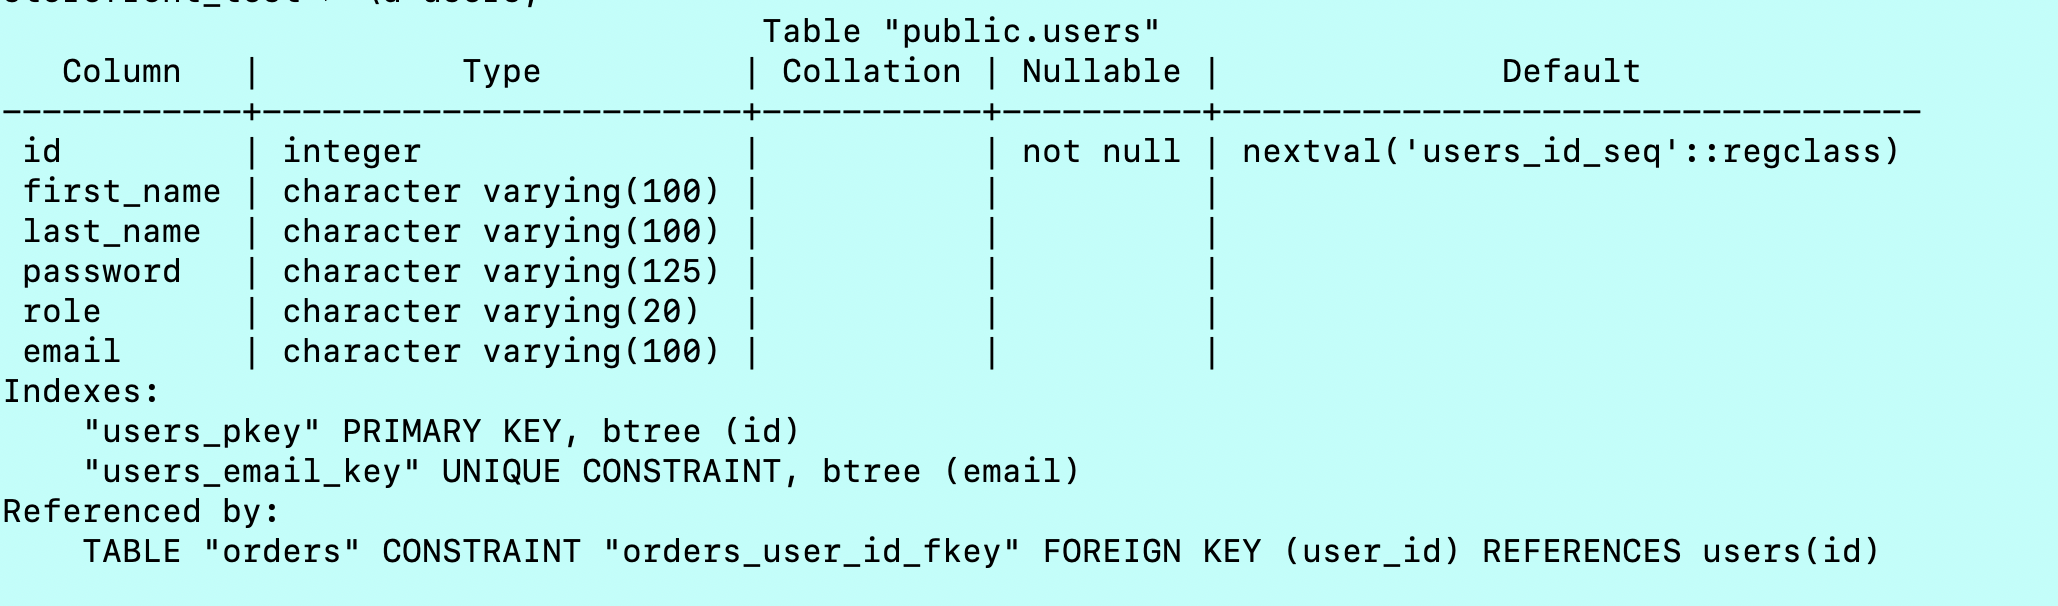 Table "public.users"
Column | Type | Collation | Nullable | Default
------------+------------------------+-----------+----------+-----------------------------------
id | integer | | not null | nextval('users_id_seq'::regclass)
first_name | character varying(100) | | |
last_name | character varying(100) | | |
password | character varying(125) | | |
role | character varying(20) | | |
email | character varying(100) | | |
Indexes:
"users_pkey" PRIMARY KEY, btree (id)
"users_email_key" UNIQUE CONSTRAINT, btree (email)
Referenced by:
TABLE "orders" CONSTRAINT "orders_user_id_fkey" FOREIGN KEY (user_id) REFERENCES users(id)